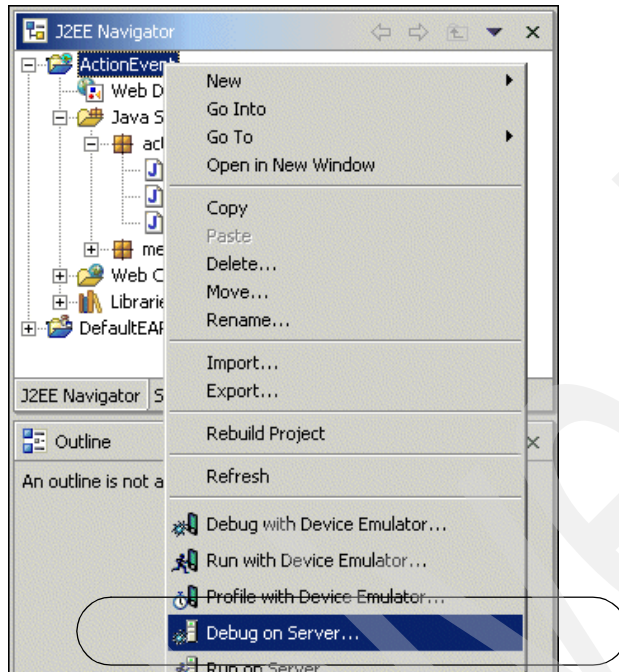 J2EE Navigator
ActionEvent
Web D
Java S
act
J
J
J
me
Web C
Librarie
DefaultEAR
J2EE Navigator S
Outline
An outline is not a
New
Go Into
Go To
Open in New Window
Copy
Paste
Delete...
Move...
Rename...
Import...
Export...
Rebuild Project
Refresh
Debug with Device Emulator...
Run with Device Emulator...
Profile with Device Emulator...
Debug on Server...
Run on Server